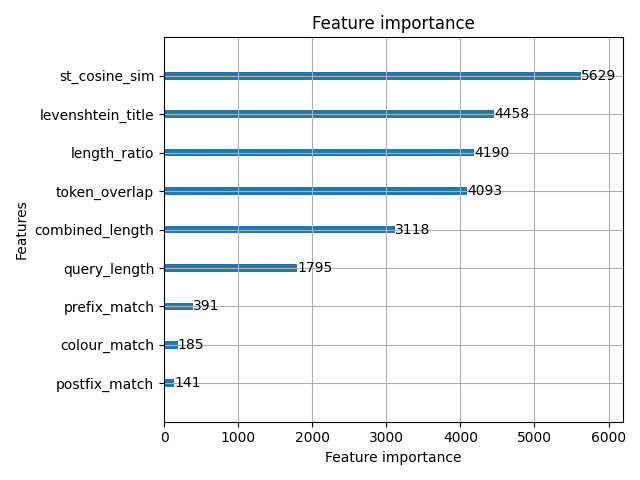 Feature importance
st_cosine_sim 5629
levenshtein_title 4458
length_ratio 4190
token_overlap 4093
combined_length 3118
query_length 1795
prefix_match 391
colour_match 185
postfix_match 141
Features
0 1000 2000 3000 4000 5000 6000
Feature importance